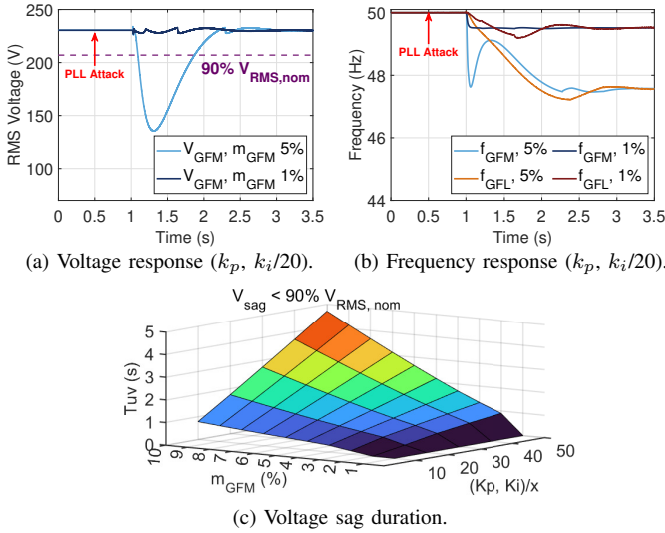 250
200
150
100
RMS Voltage (V)
PLL Attack
90% V_RMS,nom
V_GFM, m_GFM 5%
V_GFM, m_GFM 1%
0 0.5 1 1.5 2 2.5 3 3.5
Time (s)
(a) Voltage response (k_p, k_i/20).
50
48
46
44
Frequency (Hz)
PLL Attack
f_GFM, 5% f_GFM, 1%
f_GFL, 5% f_GFL, 1%
0 0.5 1 1.5 2 2.5 3 3.5
Time (s)
(b) Frequency response (k_p, k_i/20).
V_sag < 90% V_RMS, nom
5
4
3
2
1
0
Tuv (s)
10 9 8 7 6 5 4 3 2 1
m_GFM (%)
10 20 30 40 50
(Kp, Ki)/x
(c) Voltage sag duration.